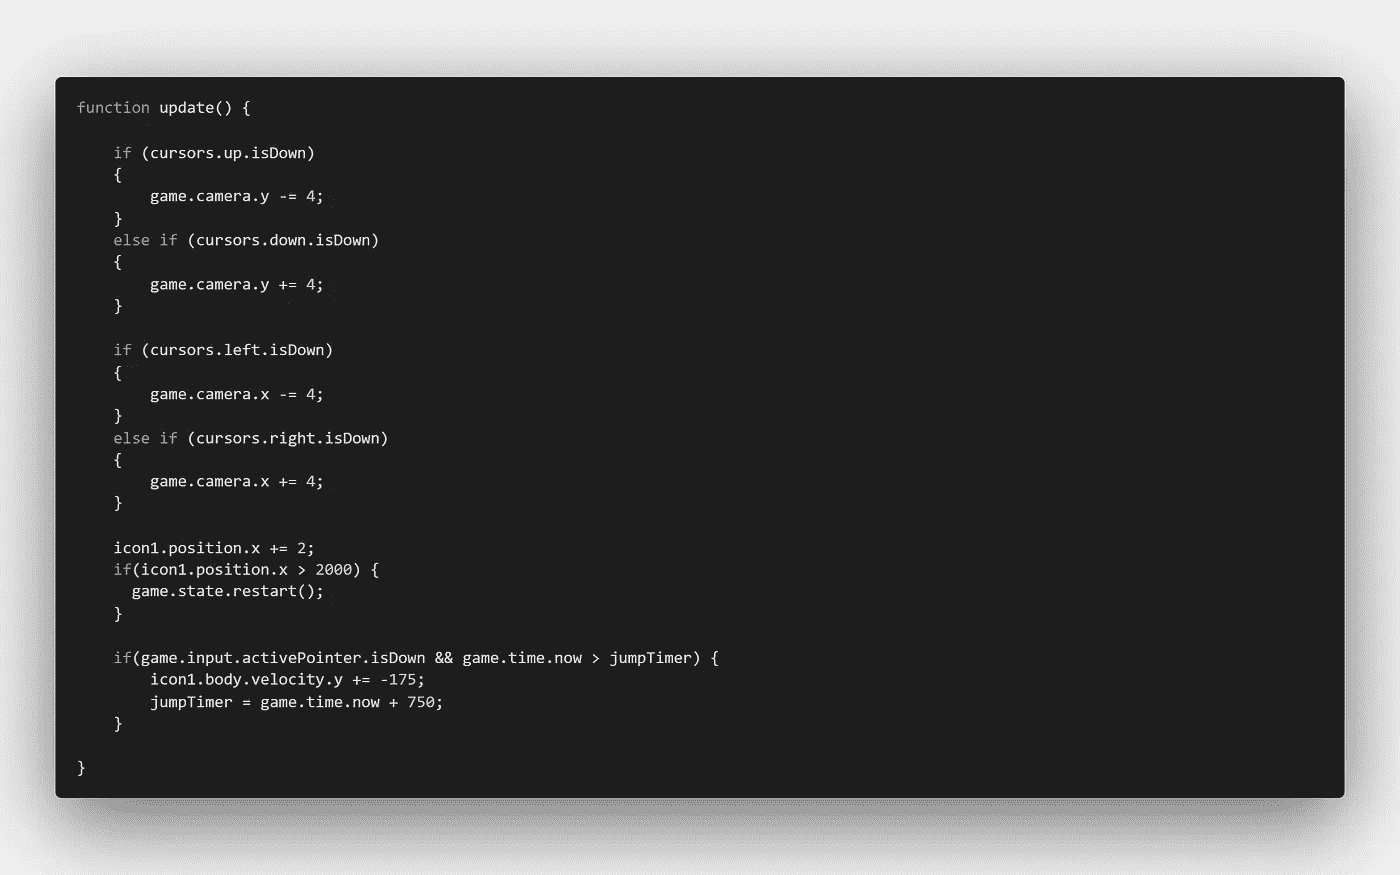 function update() {
    if (cursors.up.isDown)
    {
        game.camera.y -= 4;
    }
    else if (cursors.down.isDown)
    {
        game.camera.y += 4;
    }
    if (cursors.left.isDown)
    {
        game.camera.x -= 4;
    }
    else if (cursors.right.isDown)
    {
        game.camera.x += 4;
    }
    icon1.position.x += 2;
    if(icon1.position.x > 2000) {
      game.state.restart();
    }
    if(game.input.activePointer.isDown && game.time.now > jumpTimer) {
        icon1.body.velocity.y += -175;
        jumpTimer = game.time.now + 750;
    }
}